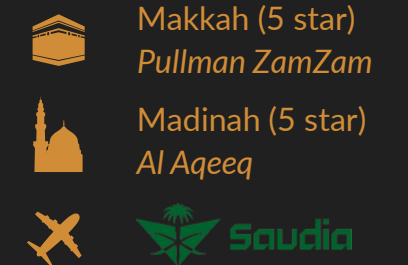 Makkah (5 star)
Pullman ZamZam
Madinah (5 star)
Al Aqeeq
Saudia